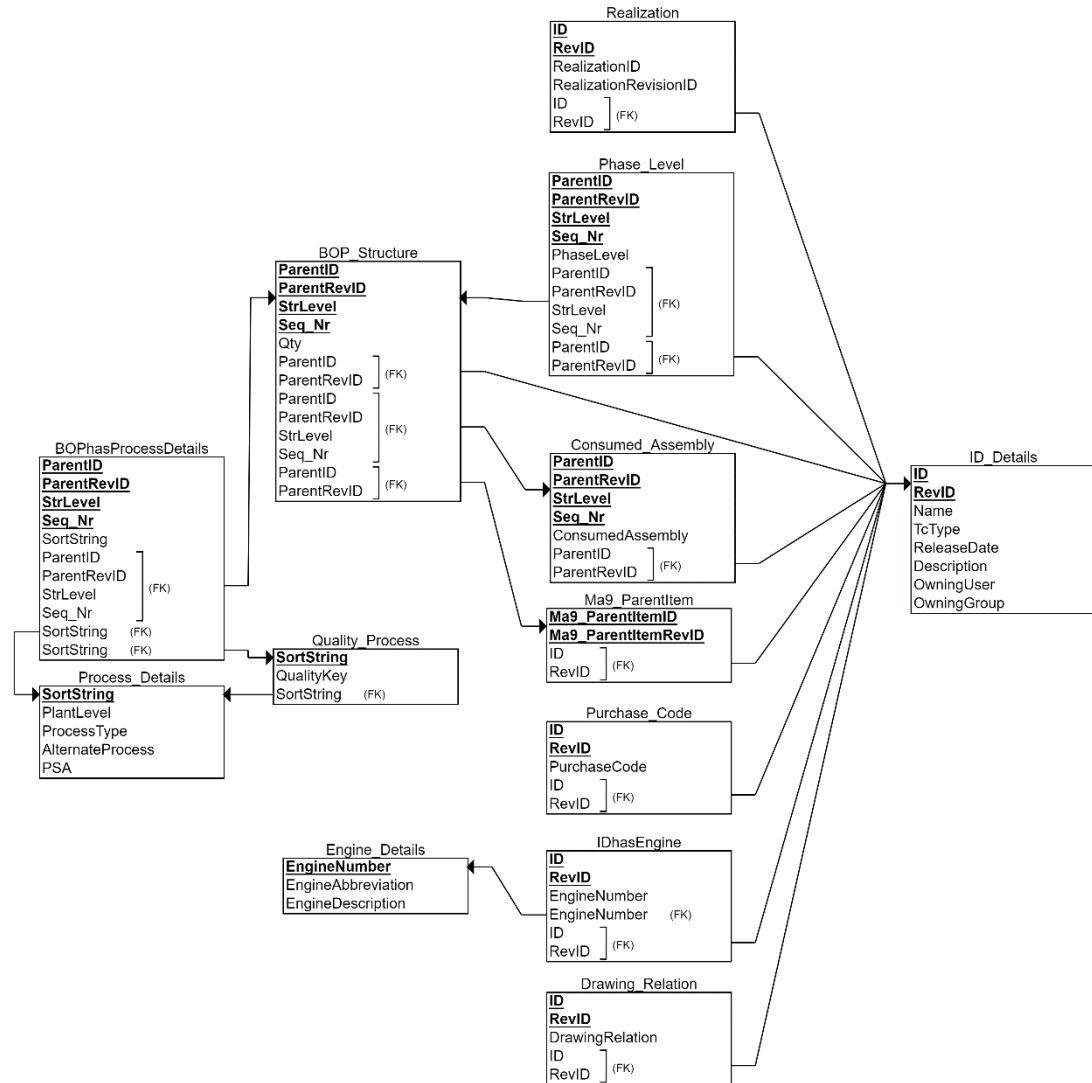 Realization
ID
RevID
RealizationID
RealizationRevisionID
ID
RevID
(FK)
Phase_Level
ParentID
ParentRevID
StrLevel
Seq_Nr
PhaseLevel
ParentID
ParentRevID
StrLevel
Seq_Nr
(FK)
ParentID
ParentRevID
(FK)
BOP_Structure
ParentID
ParentRevID
StrLevel
Seq_Nr
Qty
ParentID
ParentRevID
(FK)
ParentID
ParentRevID
StrLevel
Seq_Nr
(FK)
ParentID
ParentRevID
(FK)
BOPhasProcessDetails
ParentID
ParentRevID
StrLevel
Seq_Nr
SortString
ParentID
ParentRevID
StrLevel
Seq_Nr
(FK)
SortString (FK)
SortString (FK)
Consumed_Assembly
ParentID
ParentRevID
StrLevel
Seq_Nr
ConsumedAssembly
ParentID
ParentRevID
(FK)
ID_Details
ID
RevID
Name
TcType
ReleaseDate
Description
OwningUser
OwningGroup
Ma9_ParentItem
Ma9_ParentItemID
Ma9_ParentItemRevID
ID
RevID
(FK)
Quality_Process
SortString
QualityKey
SortString (FK)
Process_Details
SortString
PlantLevel
ProcessType
AlternateProcess
PSA
Purchase_Code
ID
RevID
PurchaseCode
ID
RevID
(FK)
Engine_Details
EngineNumber
EngineAbbreviation
EngineDescription
IDhasEngine
ID
RevID
EngineNumber
EngineNumber (FK)
ID
RevID
(FK)
Drawing_Relation
ID
RevID
DrawingRelation
ID
RevID
(FK)